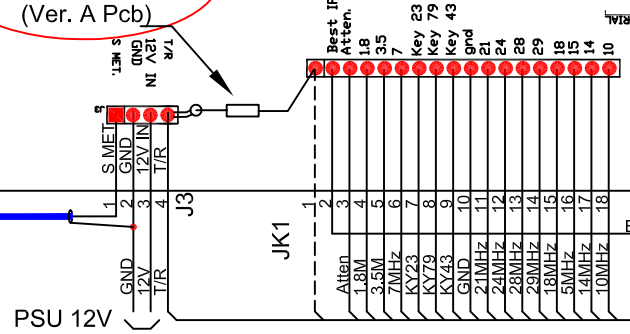 (Ver. A Pcb)
S MET.
GND
12V IN
T/R
Best IP
Atten.
1.8
3.5
7
Key 23
Key 79
Key 43
gnd
21
24
28
29
18
15
14
10
J3
S MET
GND
12V IN
T/R
1
2
3
4
J3
GND
12V
T/R
PSU 12V
JK1
1
2
3
4
5
6
7
8
9
10
11
12
13
14
15
16
17
18
Atten
1.8M
3.5M
7MHz
KY23
KY79
KY43
GND
21MHz
24MHz
28MHz
29MHz
18MHz
5MHz
14MHz
10MHz